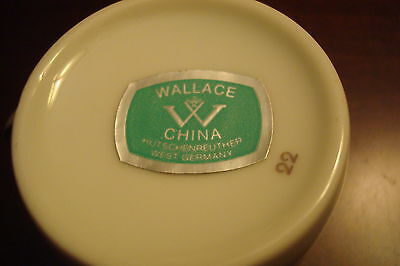 WALLACE
W
CHINA
HUTSCHENREUTHER
WEST GERMANY
22